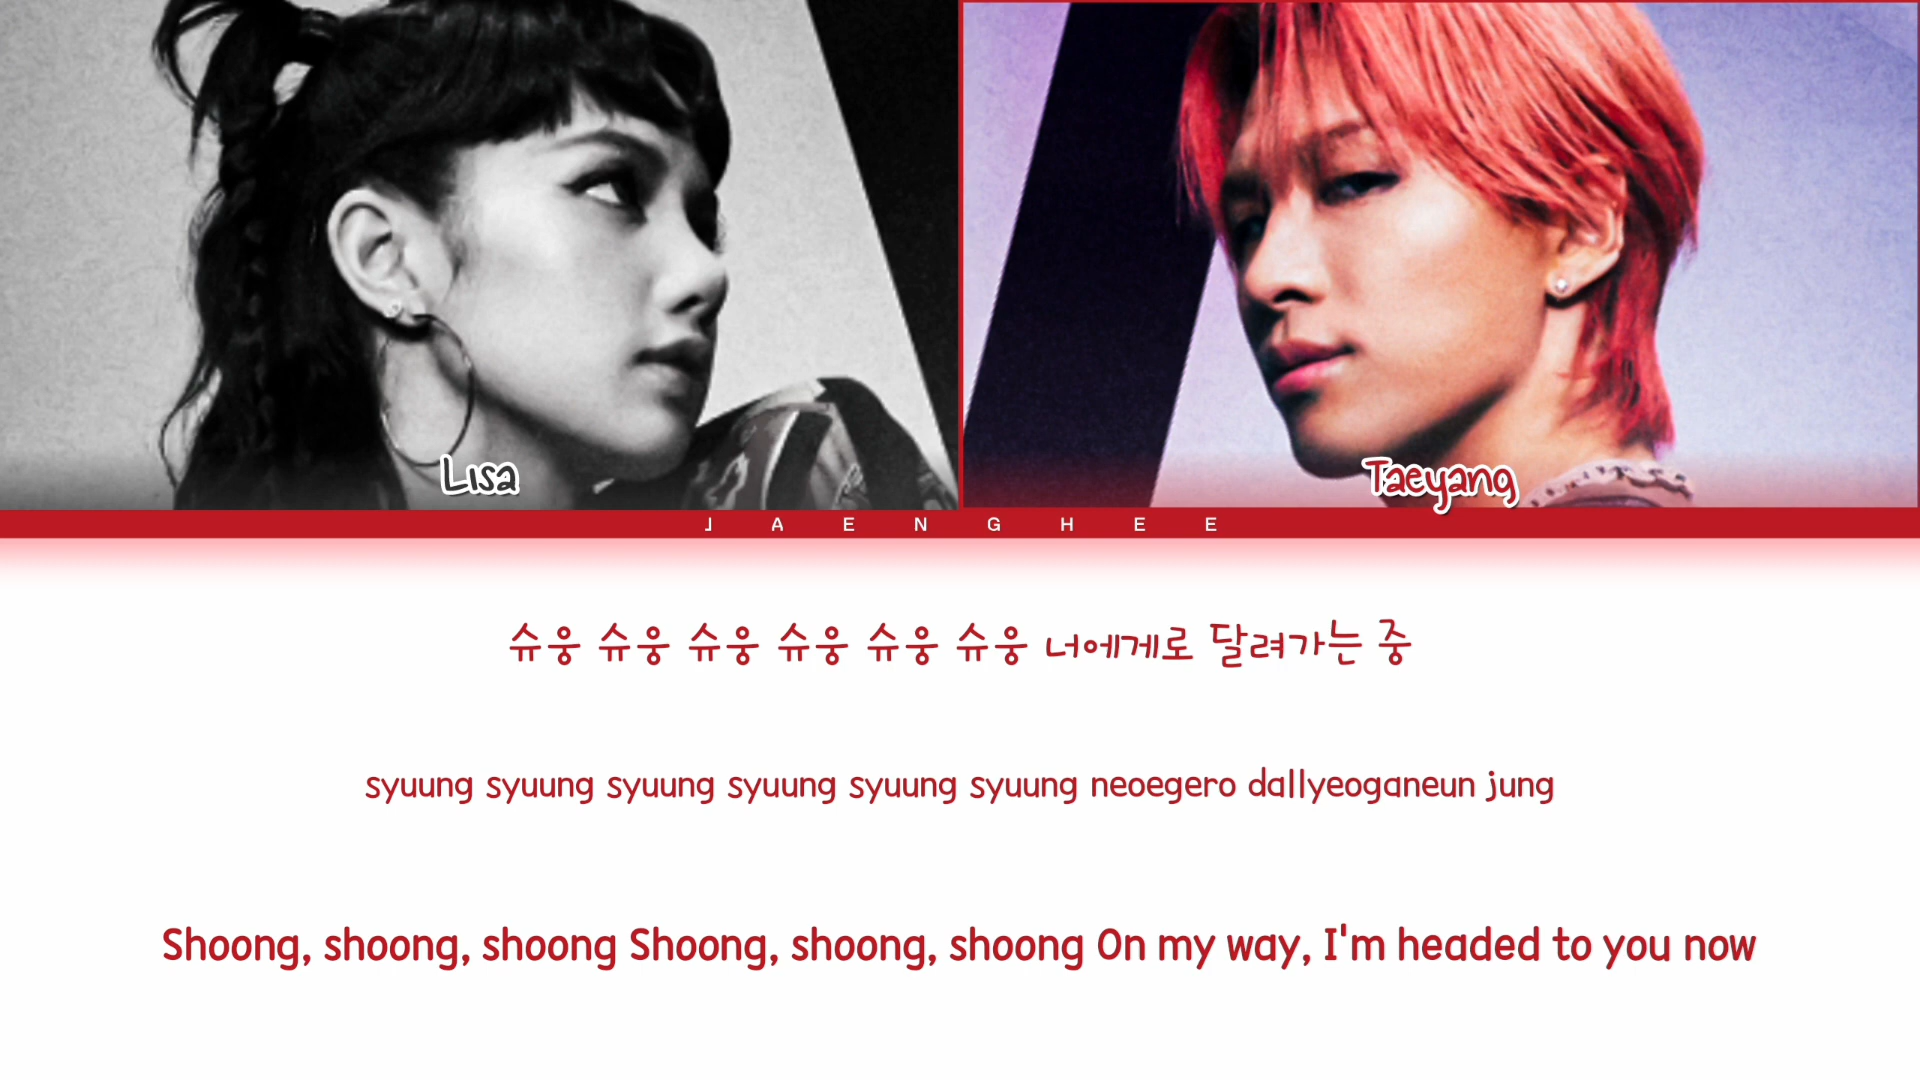 Lisa
Taeyang
JAENGHEE
슈웅 슈웅 슈웅 슈웅 슈웅 슈웅 너에게로 달려가는 중
syuung syuung syuung syuung syuung syuung neoegero dallyeoganeun jung
Shoong, shoong, shoong Shoong, shoong, shoong On my way, I'm headed to you now